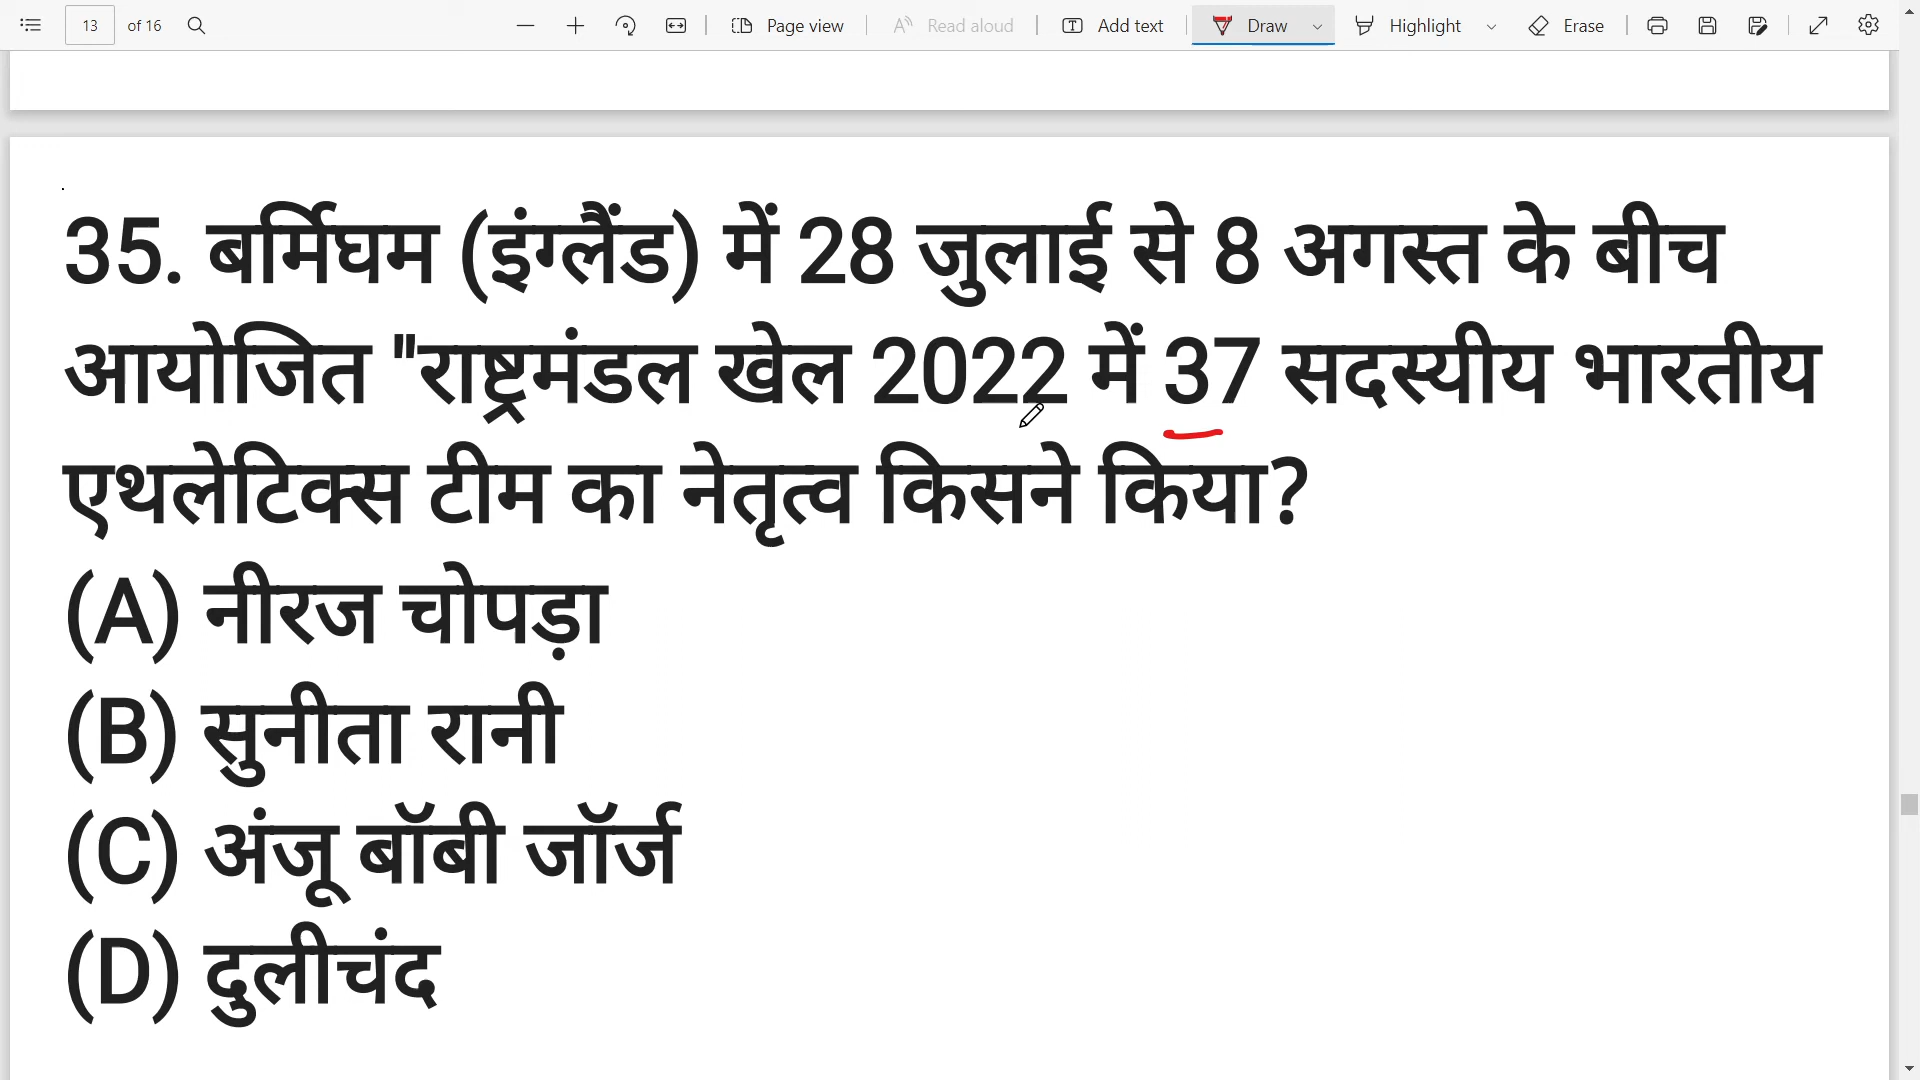 13 of 16 Page view Read aloud Add text Draw Highlight Erase
35. बर्मिघम (इंग्लैंड) में 28 जुलाई से 8 अगस्त के बीच
आयोजित "राष्ट्रमंडल खेल 2022 में 37 सदस्यीय भारतीय
एथलेटिक्स टीम का नेतृत्व किसने किया?
(A) नीरज चोपड़ा
(B) सुनीता रानी
(C) अंजू बॉबी जॉर्ज
(D) दुलीचंद